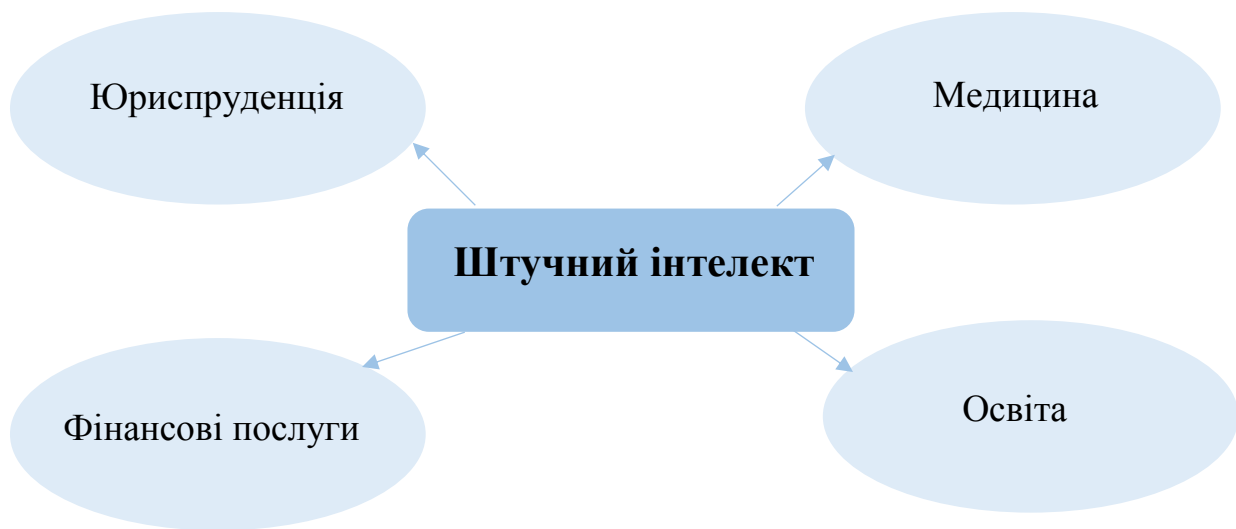 Юриспруденція
Медицина
Штучний інтелект
Фінансові послуги
Освіта